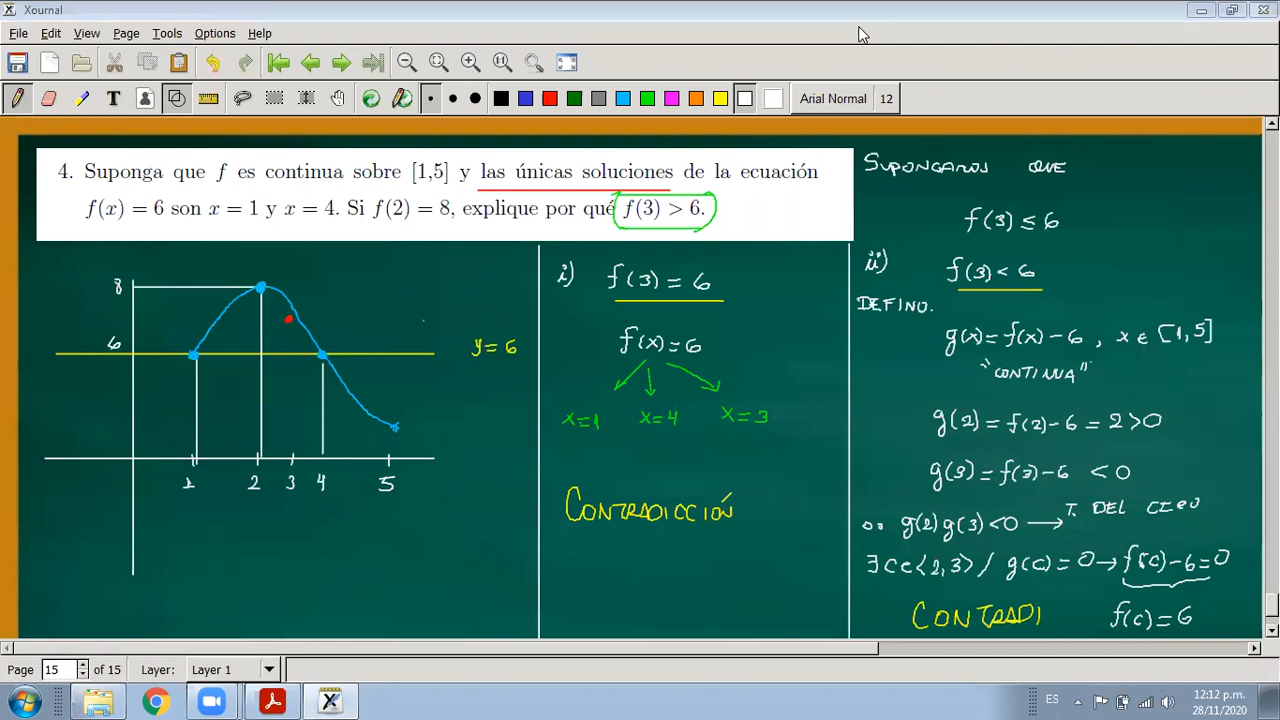 Xournal
File Edit View Page Tools Options Help
Arial Normal 12
4. Suponga que f es continua sobre [1,5] y las únicas soluciones de la ecuación
f(x) = 6 son x = 1 y x = 4. Si f(2) = 8, explique por qué f(3) > 6.
8
6
y=6
1 2 3 4 5
i) f(3) = 6
f(x)=6
x=1 x=4 x=3
CONTRADICCIÓN
SUPONGAMOS QUE
f(3) ≤ 6
ii) f(3) < 6
DEFINO.
g(x) = f(x) - 6 , x ∈ [1,5]
"CONTINUA"
g(2) = f(2)-6 = 2 >0
g(3) = f(3)-6 < 0
∴ g(2)g(3)<0 → T. DEL CERO
∃ c ∈ ⟨2,3⟩ / g(c) = 0 → f(c)-6=0
CONTRADI f(c) = 6
Page 15 of 15 Layer: Layer 1
ES 12:12 p.m.
28/11/2020